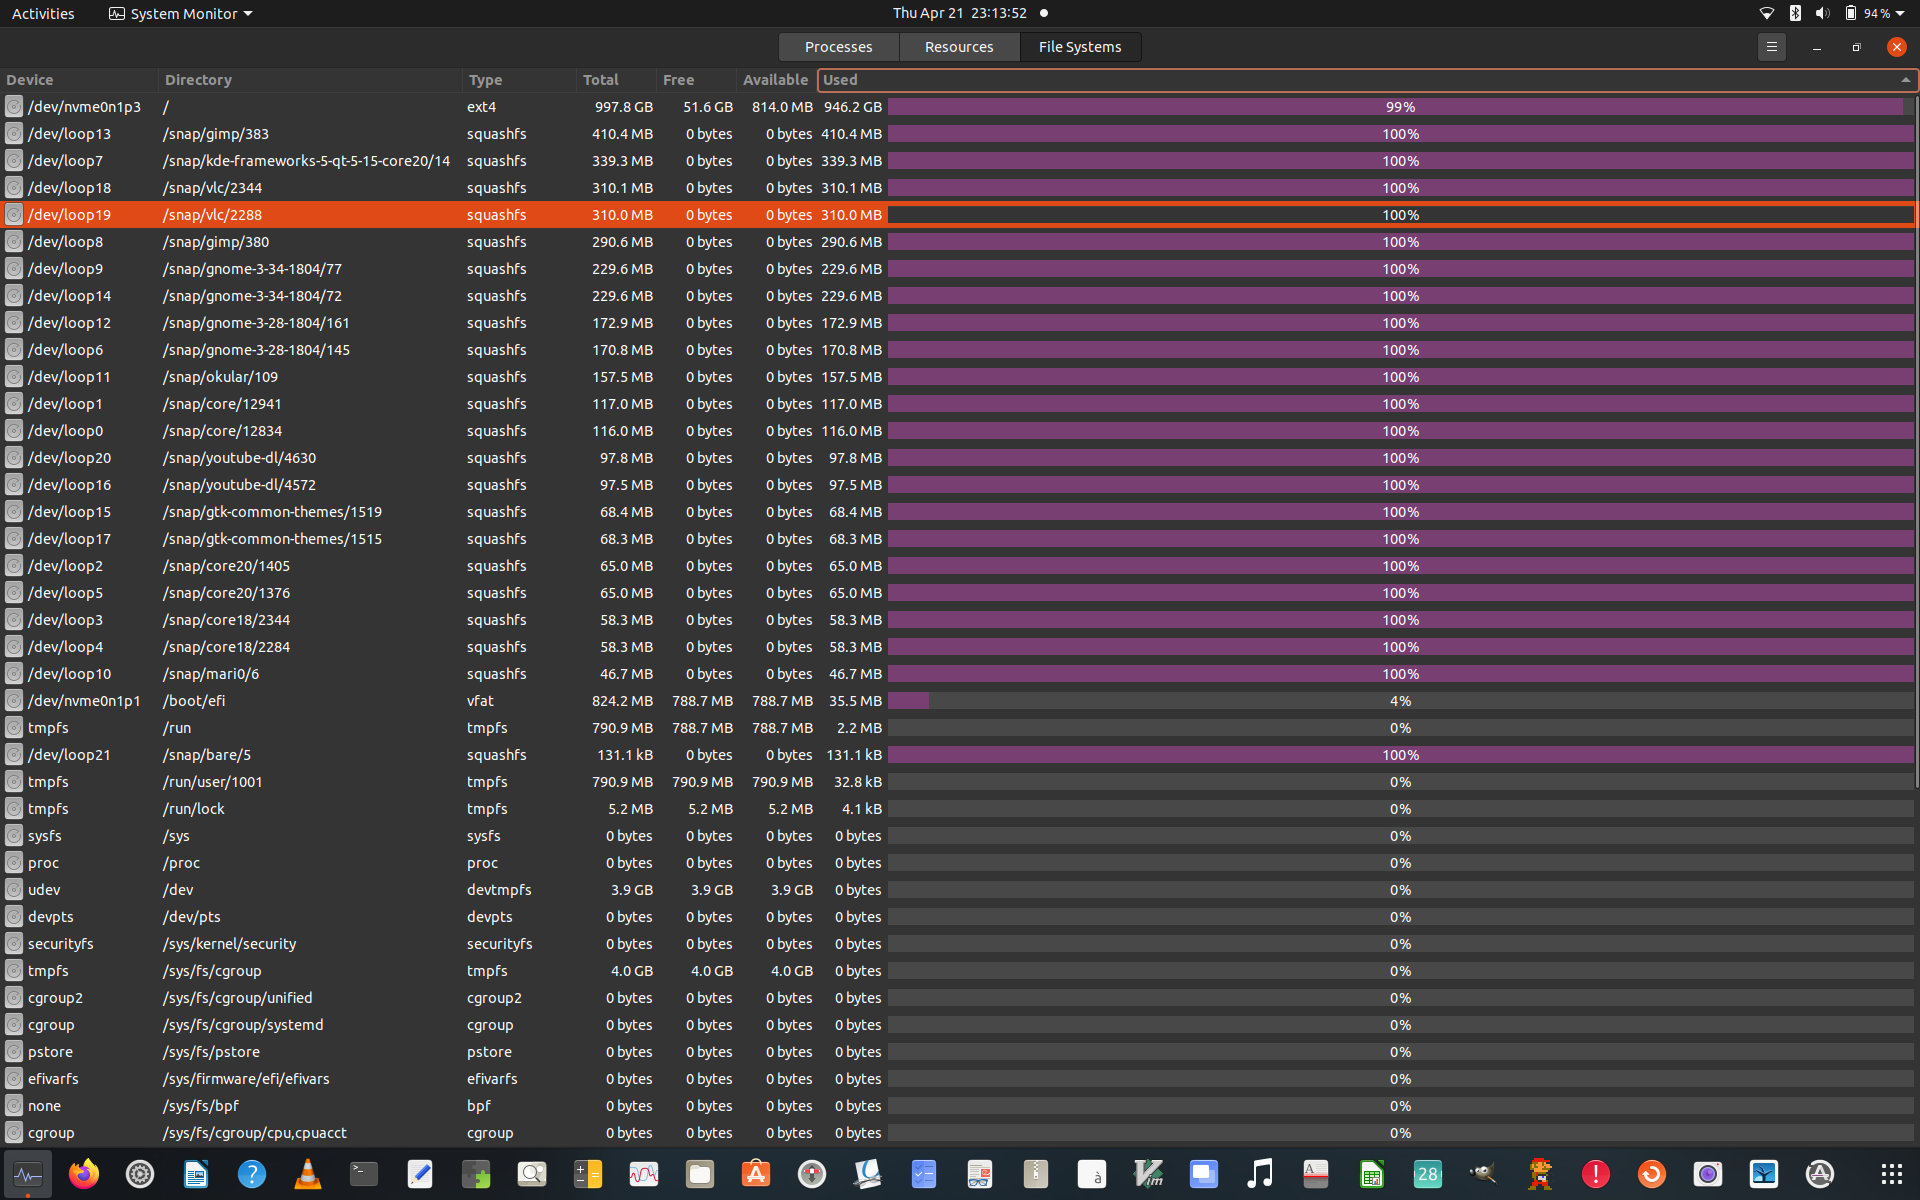 Activities System Monitor Thu Apr 21 23:13:52 94%
Processes Resources File Systems
Device Directory Type Total Free Available Used
/dev/nvme0n1p3 / ext4 997.8 GB 51.6 GB 814.0 MB 946.2 GB 99%
/dev/loop13 /snap/gimp/383 squashfs 410.4 MB 0 bytes 0 bytes 410.4 MB 100%
/dev/loop7 /snap/kde-frameworks-5-qt-5-15-core20/14 squashfs 339.3 MB 0 bytes 0 bytes 339.3 MB 100%
/dev/loop18 /snap/vlc/2344 squashfs 310.1 MB 0 bytes 0 bytes 310.1 MB 100%
/dev/loop19 /snap/vlc/2288 squashfs 310.0 MB 0 bytes 0 bytes 310.0 MB 100%
/dev/loop8 /snap/gimp/380 squashfs 290.6 MB 0 bytes 0 bytes 290.6 MB 100%
/dev/loop9 /snap/gnome-3-34-1804/77 squashfs 229.6 MB 0 bytes 0 bytes 229.6 MB 100%
/dev/loop14 /snap/gnome-3-34-1804/72 squashfs 229.6 MB 0 bytes 0 bytes 229.6 MB 100%
/dev/loop12 /snap/gnome-3-28-1804/161 squashfs 172.9 MB 0 bytes 0 bytes 172.9 MB 100%
/dev/loop6 /snap/gnome-3-28-1804/145 squashfs 170.8 MB 0 bytes 0 bytes 170.8 MB 100%
/dev/loop11 /snap/okular/109 squashfs 157.5 MB 0 bytes 0 bytes 157.5 MB 100%
/dev/loop1 /snap/core/12941 squashfs 117.0 MB 0 bytes 0 bytes 117.0 MB 100%
/dev/loop0 /snap/core/12834 squashfs 116.0 MB 0 bytes 0 bytes 116.0 MB 100%
/dev/loop20 /snap/youtube-dl/4630 squashfs 97.8 MB 0 bytes 0 bytes 97.8 MB 100%
/dev/loop16 /snap/youtube-dl/4572 squashfs 97.5 MB 0 bytes 0 bytes 97.5 MB 100%
/dev/loop15 /snap/gtk-common-themes/1519 squashfs 68.4 MB 0 bytes 0 bytes 68.4 MB 100%
/dev/loop17 /snap/gtk-common-themes/1515 squashfs 68.3 MB 0 bytes 0 bytes 68.3 MB 100%
/dev/loop2 /snap/core20/1405 squashfs 65.0 MB 0 bytes 0 bytes 65.0 MB 100%
/dev/loop5 /snap/core20/1376 squashfs 65.0 MB 0 bytes 0 bytes 65.0 MB 100%
/dev/loop3 /snap/core18/2344 squashfs 58.3 MB 0 bytes 0 bytes 58.3 MB 100%
/dev/loop4 /snap/core18/2284 squashfs 58.3 MB 0 bytes 0 bytes 58.3 MB 100%
/dev/loop10 /snap/mari0/6 squashfs 46.7 MB 0 bytes 0 bytes 46.7 MB 100%
/dev/nvme0n1p1 /boot/efi vfat 824.2 MB 788.7 MB 788.7 MB 35.5 MB 4%
tmpfs /run tmpfs 790.9 MB 788.7 MB 788.7 MB 2.2 MB 0%
/dev/loop21 /snap/bare/5 squashfs 131.1 kB 0 bytes 0 bytes 131.1 kB 100%
tmpfs /run/user/1001 tmpfs 790.9 MB 790.9 MB 790.9 MB 32.8 kB 0%
tmpfs /run/lock tmpfs 5.2 MB 5.2 MB 5.2 MB 4.1 kB 0%
sysfs /sys sysfs 0 bytes 0 bytes 0 bytes 0 bytes 0%
proc /proc proc 0 bytes 0 bytes 0 bytes 0 bytes 0%
udev /dev devtmpfs 3.9 GB 3.9 GB 3.9 GB 0 bytes 0%
devpts /dev/pts devpts 0 bytes 0 bytes 0 bytes 0 bytes 0%
securityfs /sys/kernel/security securityfs 0 bytes 0 bytes 0 bytes 0 bytes 0%
tmpfs /sys/fs/cgroup tmpfs 4.0 GB 4.0 GB 4.0 GB 0 bytes 0%
cgroup2 /sys/fs/cgroup/unified cgroup2 0 bytes 0 bytes 0 bytes 0 bytes 0%
cgroup /sys/fs/cgroup/systemd cgroup 0 bytes 0 bytes 0 bytes 0 bytes 0%
pstore /sys/fs/pstore pstore 0 bytes 0 bytes 0 bytes 0 bytes 0%
efivarfs /sys/firmware/efi/efivars efivarfs 0 bytes 0 bytes 0 bytes 0 bytes 0%
none /sys/fs/bpf bpf 0 bytes 0 bytes 0 bytes 0 bytes 0%
cgroup /sys/fs/cgroup/cpu,cpuacct cgroup 0 bytes 0 bytes 0 bytes 0 bytes 0%
? >_ à Vim A 28 !